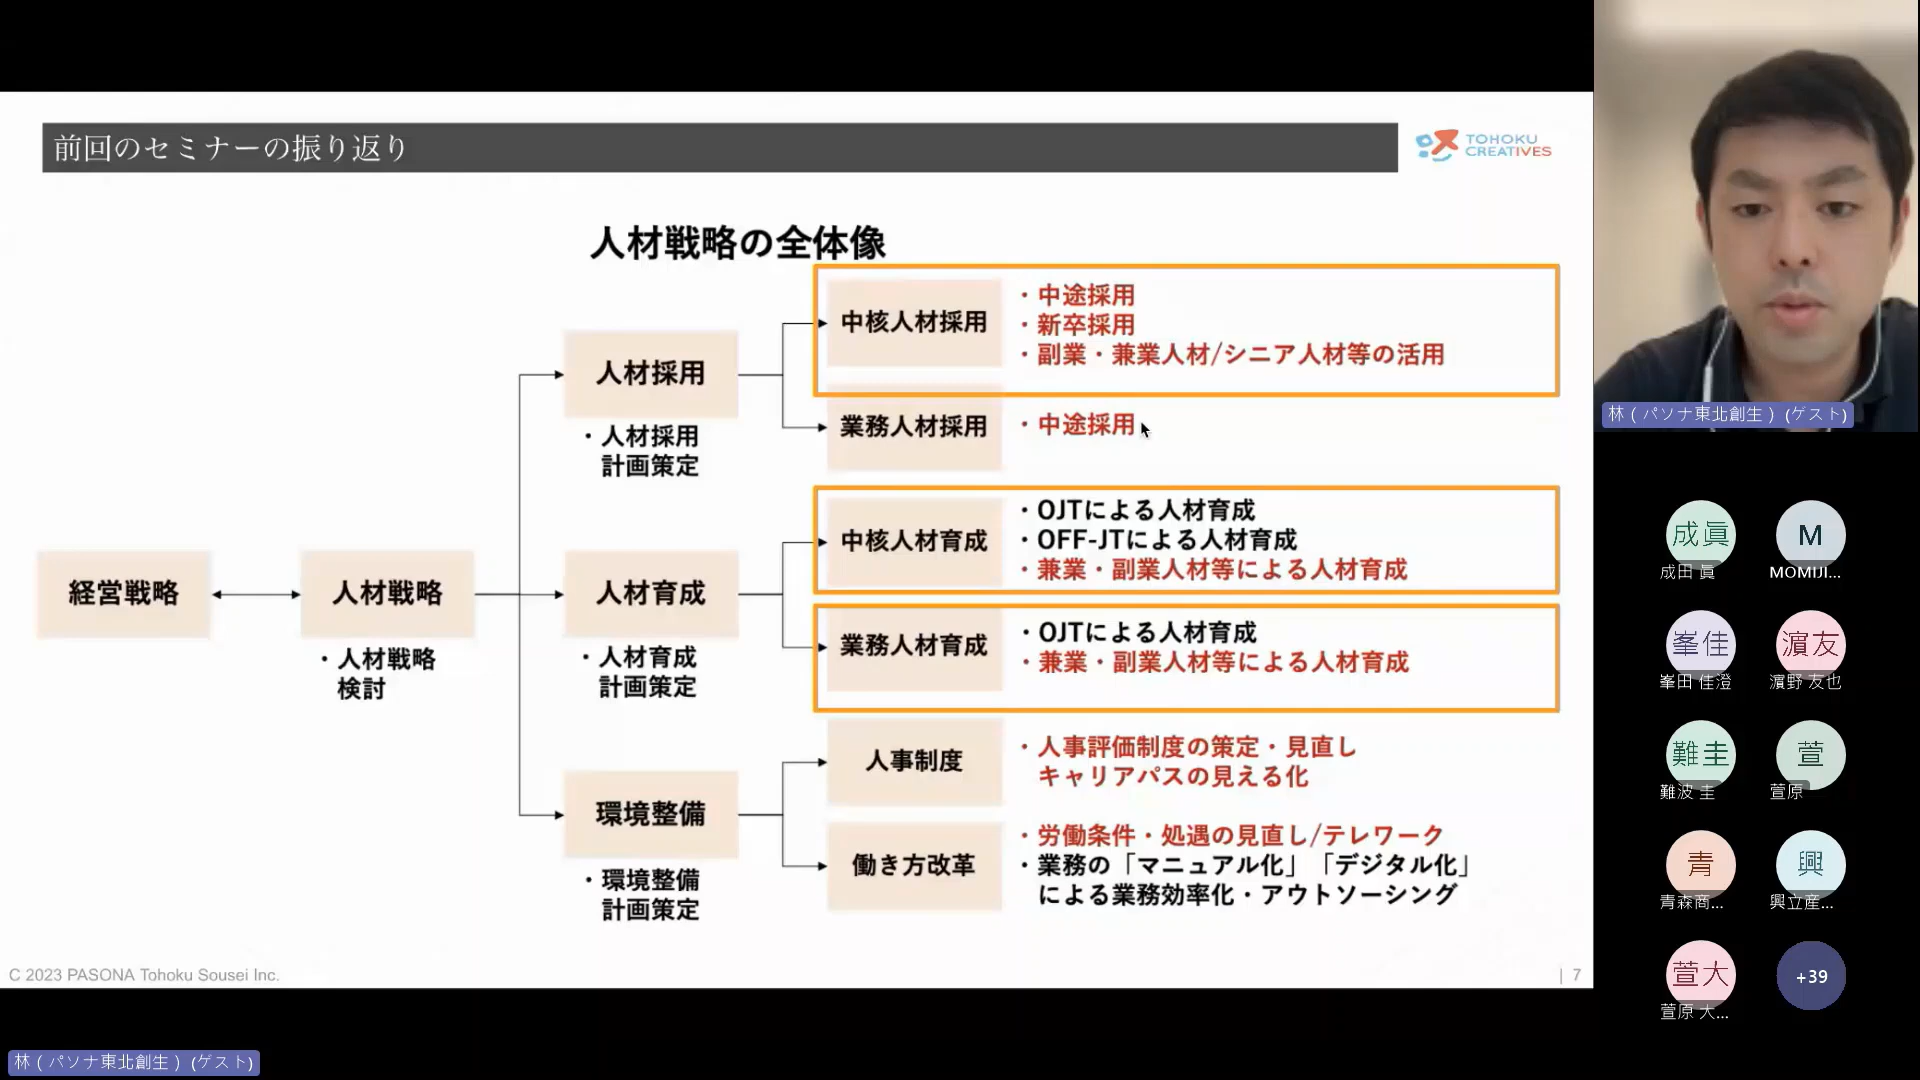 前回のセミナーの振り返り
TOHOKU
CREATIVES
人材戦略の全体像
経営戦略
人材戦略
・人材戦略
検討
人材採用
・人材採用
計画策定
中核人材採用
・中途採用
・新卒採用
・副業・兼業人材/シニア人材等の活用
業務人材採用
・中途採用
人材育成
・人材育成
計画策定
中核人材育成
・OJTによる人材育成
・OFF-JTによる人材育成
・兼業・副業人材等による人材育成
業務人材育成
・OJTによる人材育成
・兼業・副業人材等による人材育成
環境整備
・環境整備
計画策定
人事制度
・人事評価制度の策定・見直し
キャリアパスの見える化
働き方改革
・労働条件・処遇の見直し/テレワーク
・業務の「マニュアル化」「デジタル化」
による業務効率化・アウトソーシング
C 2023 PASONA Tohoku Sousei Inc.
| 7
林（パソナ東北創生）(ゲスト)
林（パソナ東北創生）(ゲスト)
成眞
成田 眞
M
MOMIJI...
峯佳
峯田 佳澄
濵友
濵野 友也
難圭
難波 圭
萱
萱原
青
青森商...
興
興立産...
萱大
萱原 大...
+39